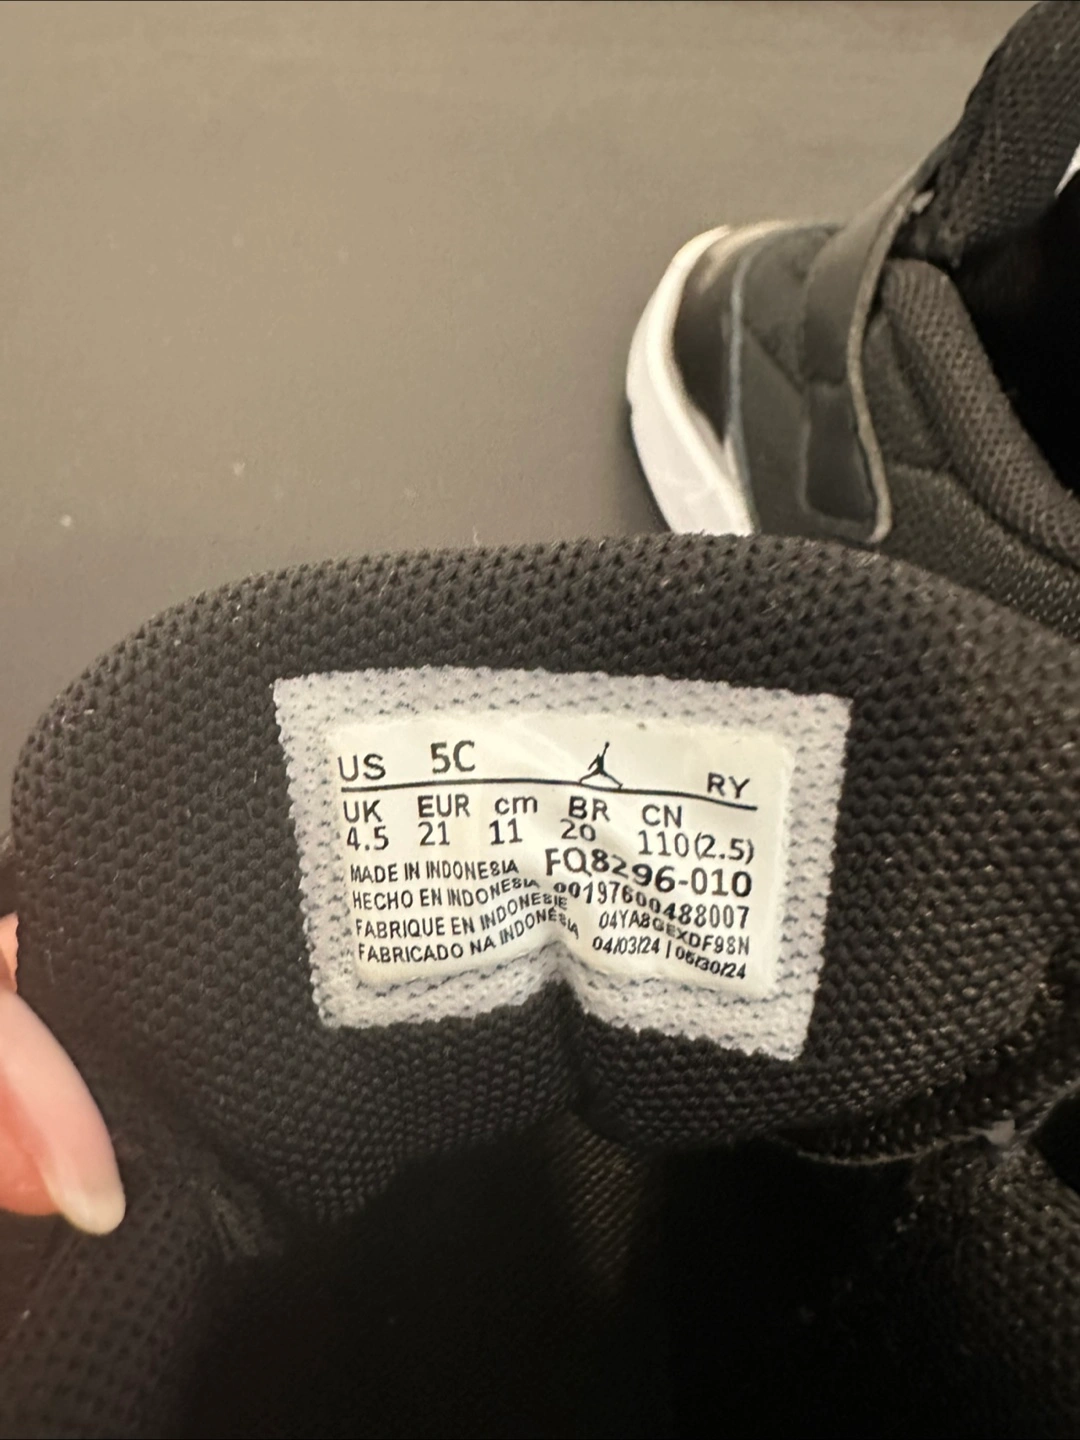 US 5C RY
UK EUR cm BR CN
4.5 21 11 20 110(2.5)
MADE IN INDONESIA FQ8296-010
HECHO EN INDONESIA 00197600488007
FABRIQUE EN INDONESIE 04YA8GEXDF98N
FABRICADO NA INDONÉSIA 04/03/24 | 06/30/24